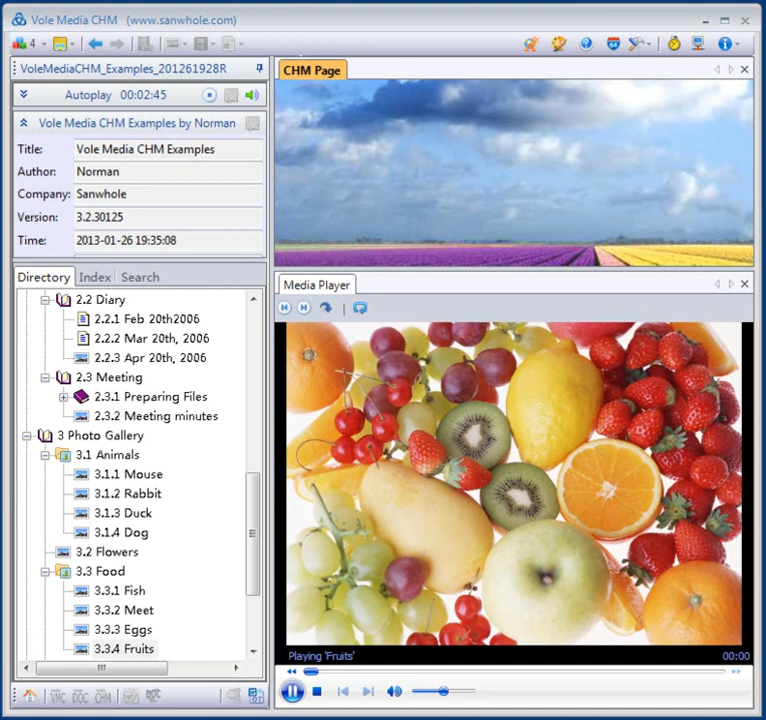 Vole Media CHM (www.sanwhole.com)
4
VoleMediaCHM_Examples_201261928R
Autoplay 00:02:45
Vole Media CHM Examples by Norman
Title: Vole Media CHM Examples
Author: Norman
Company: Sanwhole
Version: 3.2.30125
Time: 2013-01-26 19:35:08
Directory Index Search
2.2 Diary
2.2.1 Feb 20th2006
2.2.2 Mar 20th, 2006
2.2.3 Apr 20th, 2006
2.3 Meeting
2.3.1 Preparing Files
2.3.2 Meeting minutes
3 Photo Gallery
3.1 Animals
3.1.1 Mouse
3.1.2 Rabbit
3.1.3 Duck
3.1.4 Dog
3.2 Flowers
3.3 Food
3.3.1 Fish
3.3.2 Meet
3.3.3 Eggs
3.3.4 Fruits
VMC DOC CHM
CHM Page
Media Player
Playing 'Fruits' 00:00